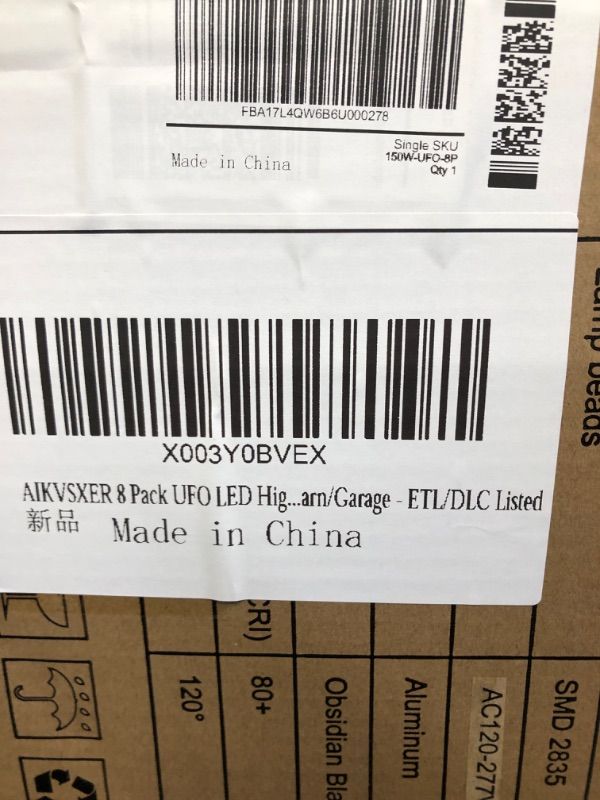 FBA17L4QW6B6U000278
Single SKU
Made in China
150W-UFO-8P
Qty 1
X003Y0BVEX
AIKVSXER 8 Pack UFO LED Hig...arn/Garage - ETL/DLC Listed
新品 Made in China
beads
SMD 2835
AC120-277
Aluminum
Obsidian
CRI)
80+
120°